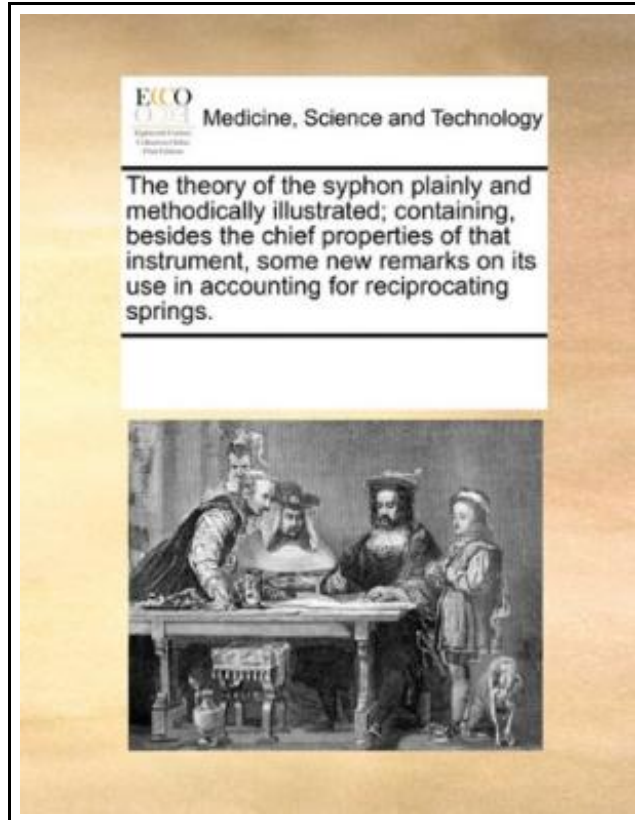 ECCO
Medicine, Science and Technology
The theory of the syphon plainly and
methodically illustrated; containing,
besides the chief properties of that
instrument, some new remarks on its
use in accounting for reciprocating
springs.